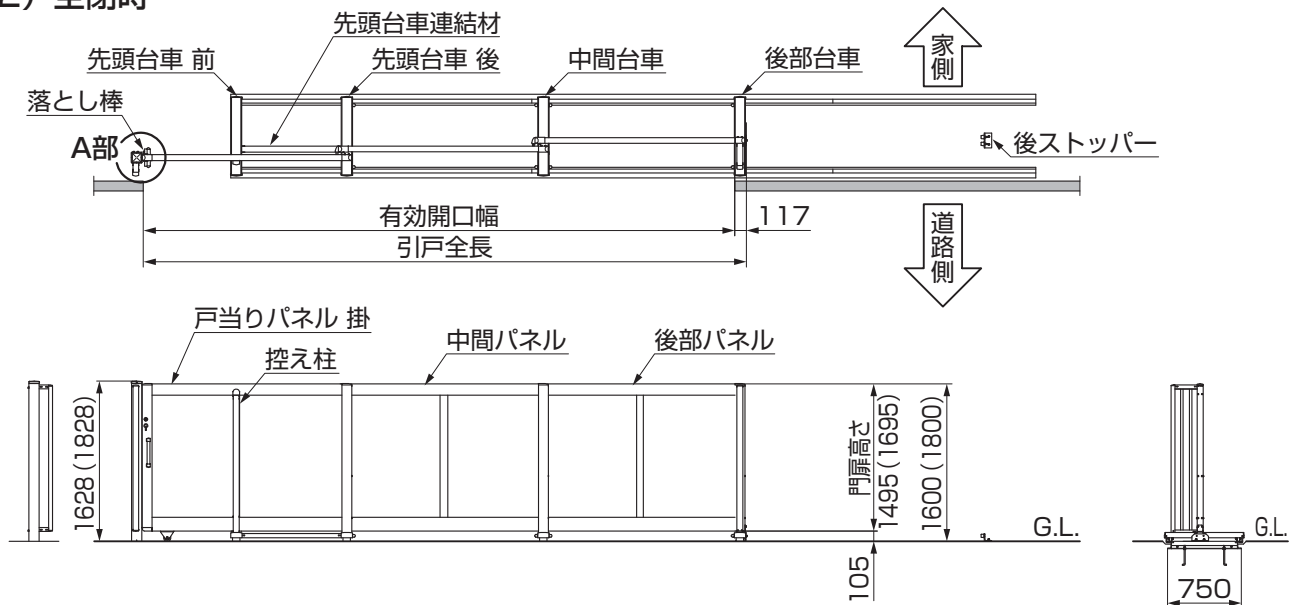 先頭台車連結材
先頭台車 前
先頭台車 後
中間台車
後部台車
家側
落とし棒
A部
後ストッパー
有効開口幅
117
引戸全長
道路側
戸当りパネル 掛
控え柱
中間パネル
後部パネル
1628(1828)
門扉高さ
1495(1695)
1600(1800)
G.L.
G.L.
105
750